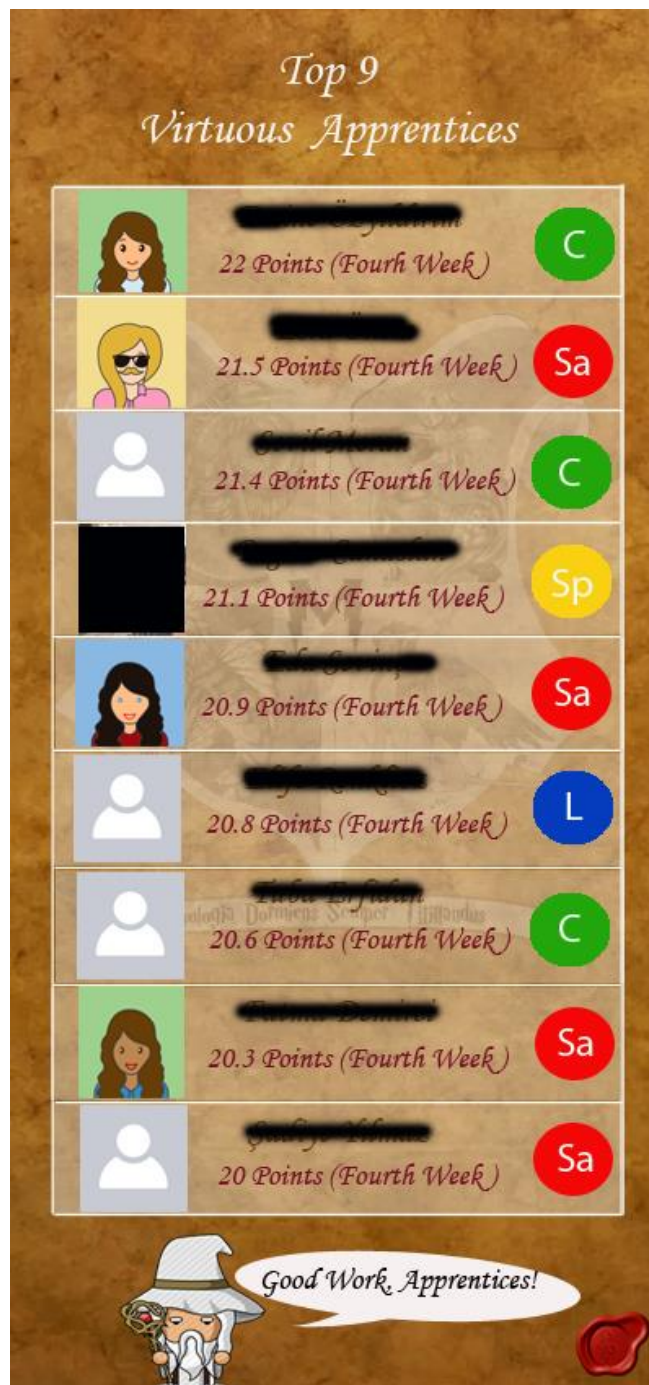 Top 9
Virtuous Apprentices
22 Points (Fourh Week)
C
21.5 Points (Fourth Week)
Sa
21.4 Points (Fourth Week)
C
21.1 Points (Fourth Week)
Sp
20.9 Points (Fourth Week)
Sa
20.8 Points (Fourth Week)
L
20.6 Points (Fourth Week)
C
20.3 Points (Fourth Week)
Sa
20 Points (Fourth Week)
Sa
Good Work, Apprentices!